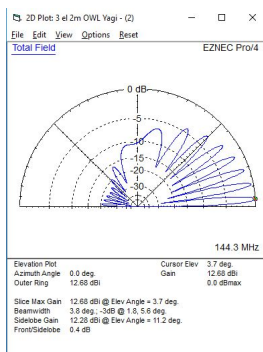 2D Plot: 3 el 2m OWL Yagi - (2)
File Edit View Options Reset
Total Field
EZNEC Pro/4
0 dB
-5
-10
-15
-20
-30
144.3 MHz
Elevation Plot
Cursor Elev 3.7 deg.
Azimuth Angle 0.0 deg.
Gain 12.68 dBi
Outer Ring 12.68 dBi
0.0 dBmax
Slice Max Gain 12.68 dBi @ Elev Angle = 3.7 deg.
Beamwidth 3.8 deg.; -3dB @ 1.8, 5.6 deg.
Sidelobe Gain 12.28 dBi @ Elev Angle = 11.2 deg.
Front/Sidelobe 0.4 dB